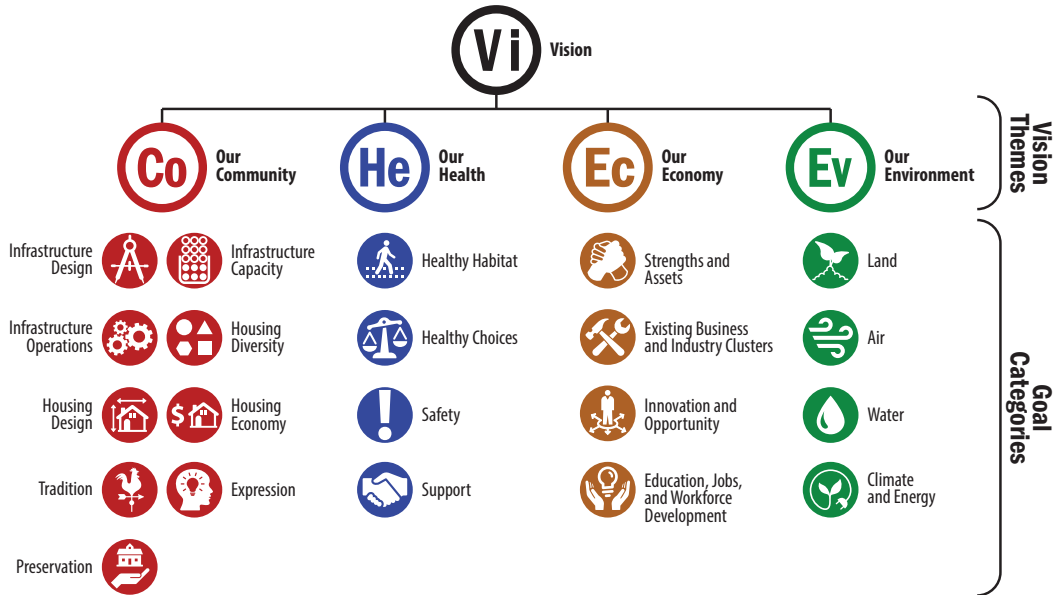 Vi
Vision
Co
Our
Community
He
Our
Health
Ec
Our
Economy
Ev
Our
Environment
Vision
Themes
Infrastructure
Design
Infrastructure
Capacity
Healthy Habitat
Strengths and
Assets
Land
Infrastructure
Operations
Housing
Diversity
Healthy Choices
Existing Business
and Industry Clusters
Air
Housing
Design
$
Housing
Economy
Safety
Innovation and
Opportunity
Water
Tradition
Expression
Support
Education, Jobs,
and Workforce
Development
Climate
and Energy
Preservation
Goal
Categories